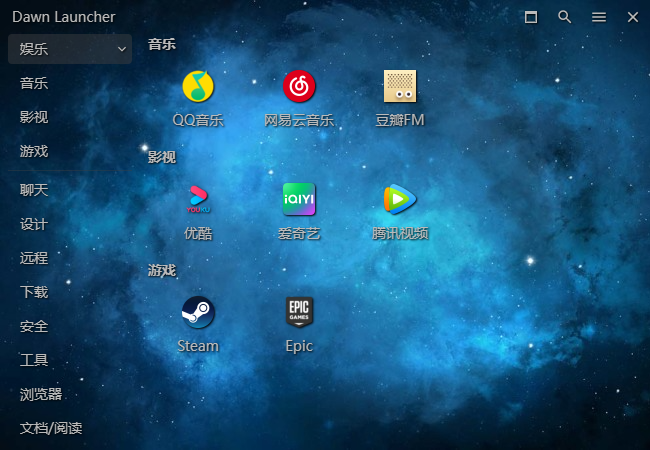 Dawn Launcher
娱乐
音乐
影视
游戏
聊天
设计
远程
下载
安全
工具
浏览器
文档/阅读
音乐
QQ音乐
网易云音乐
豆瓣FM
影视
YOUKU
iQIYI
优酷
爱奇艺
腾讯视频
游戏
EPIC
GAMES
Steam
Epic